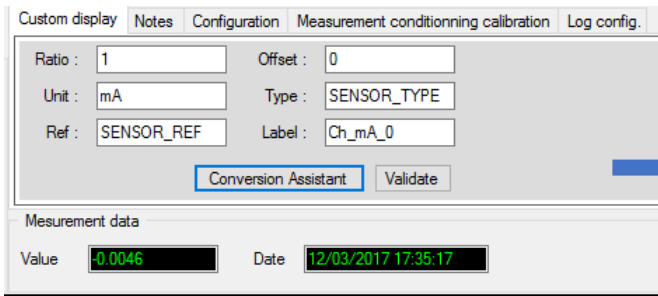 Custom display Notes Configuration Measurement conditionning calibration Log config.
Ratio : 1 Offset : 0
Unit : mA Type : SENSOR_TYPE
Ref : SENSOR_REF Label : Ch_mA_0
Conversion Assistant Validate
Mesurement data
Value -0.0046 Date 12/03/2017 17:35:17